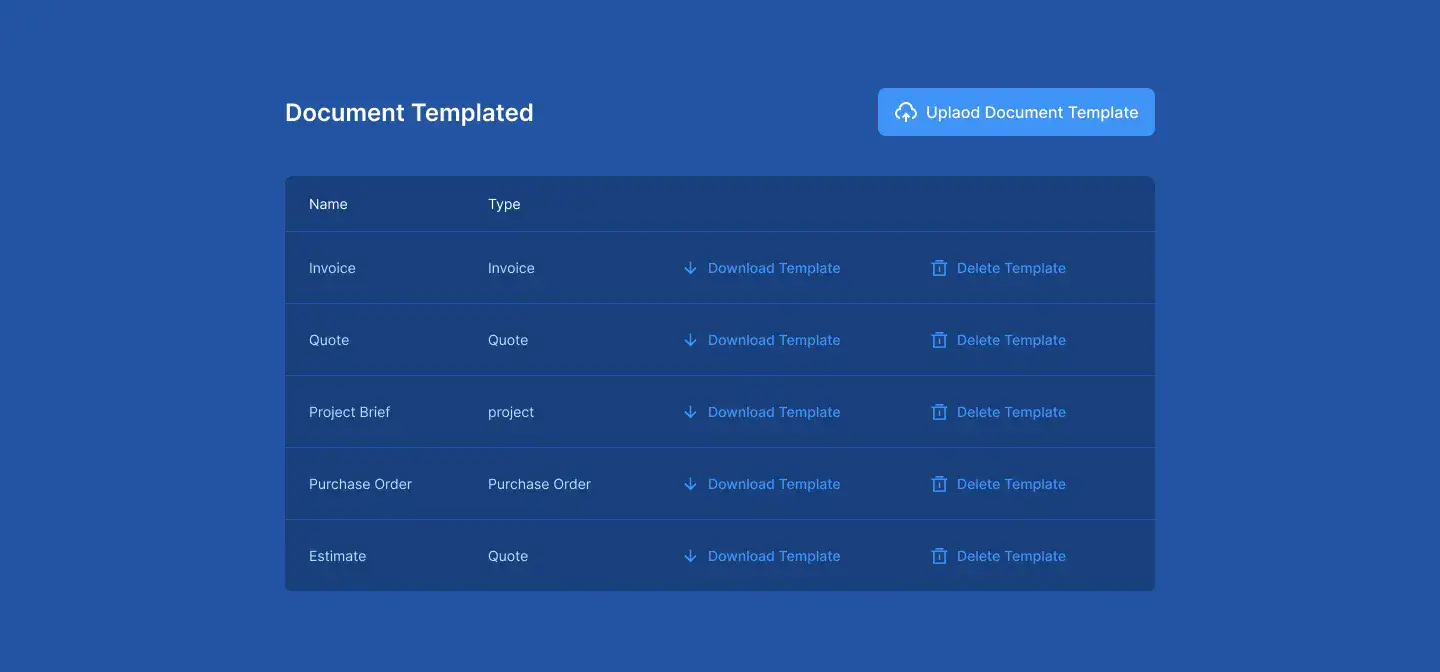 Document Templated
Uplaod Document Template
Name Type
Invoice Invoice Download Template Delete Template
Quote Quote Download Template Delete Template
Project Brief project Download Template Delete Template
Purchase Order Purchase Order Download Template Delete Template
Estimate Quote Download Template Delete Template